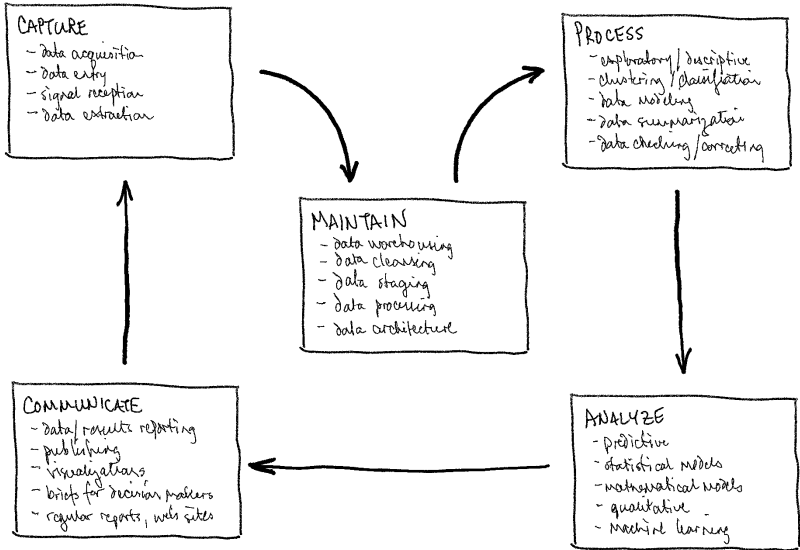 CAPTURE
- data acquisition
- data entry
- signal reception
- data extraction
PROCESS
- exploratory/descriptive
- clustering/classification
- data modeling
- data summarization
- data checking/correcting
MAINTAIN
- data warehousing
- data cleansing
- data staging
- data processing
- data architecture
COMMUNICATE
- data/results reporting
- publishing
- visualizations
- briefs for decision makers
- regular reports, web sites
ANALYZE
- predictive
- statistical models
- mathematical models
- qualitative
- machine learning